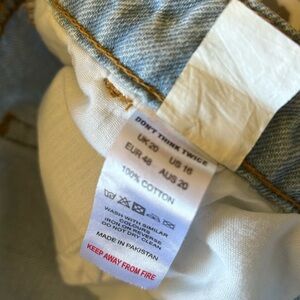 DON'T THINK TWICE
UK 20 US 16
EUR 48 AUS 20
100% COTTON
WASH WITH SIMILAR
COLOURS
IRON ON REVERSE
DO NOT DRY CLEAN
MADE IN PAKISTAN
KEEP AWAY FROM FIRE